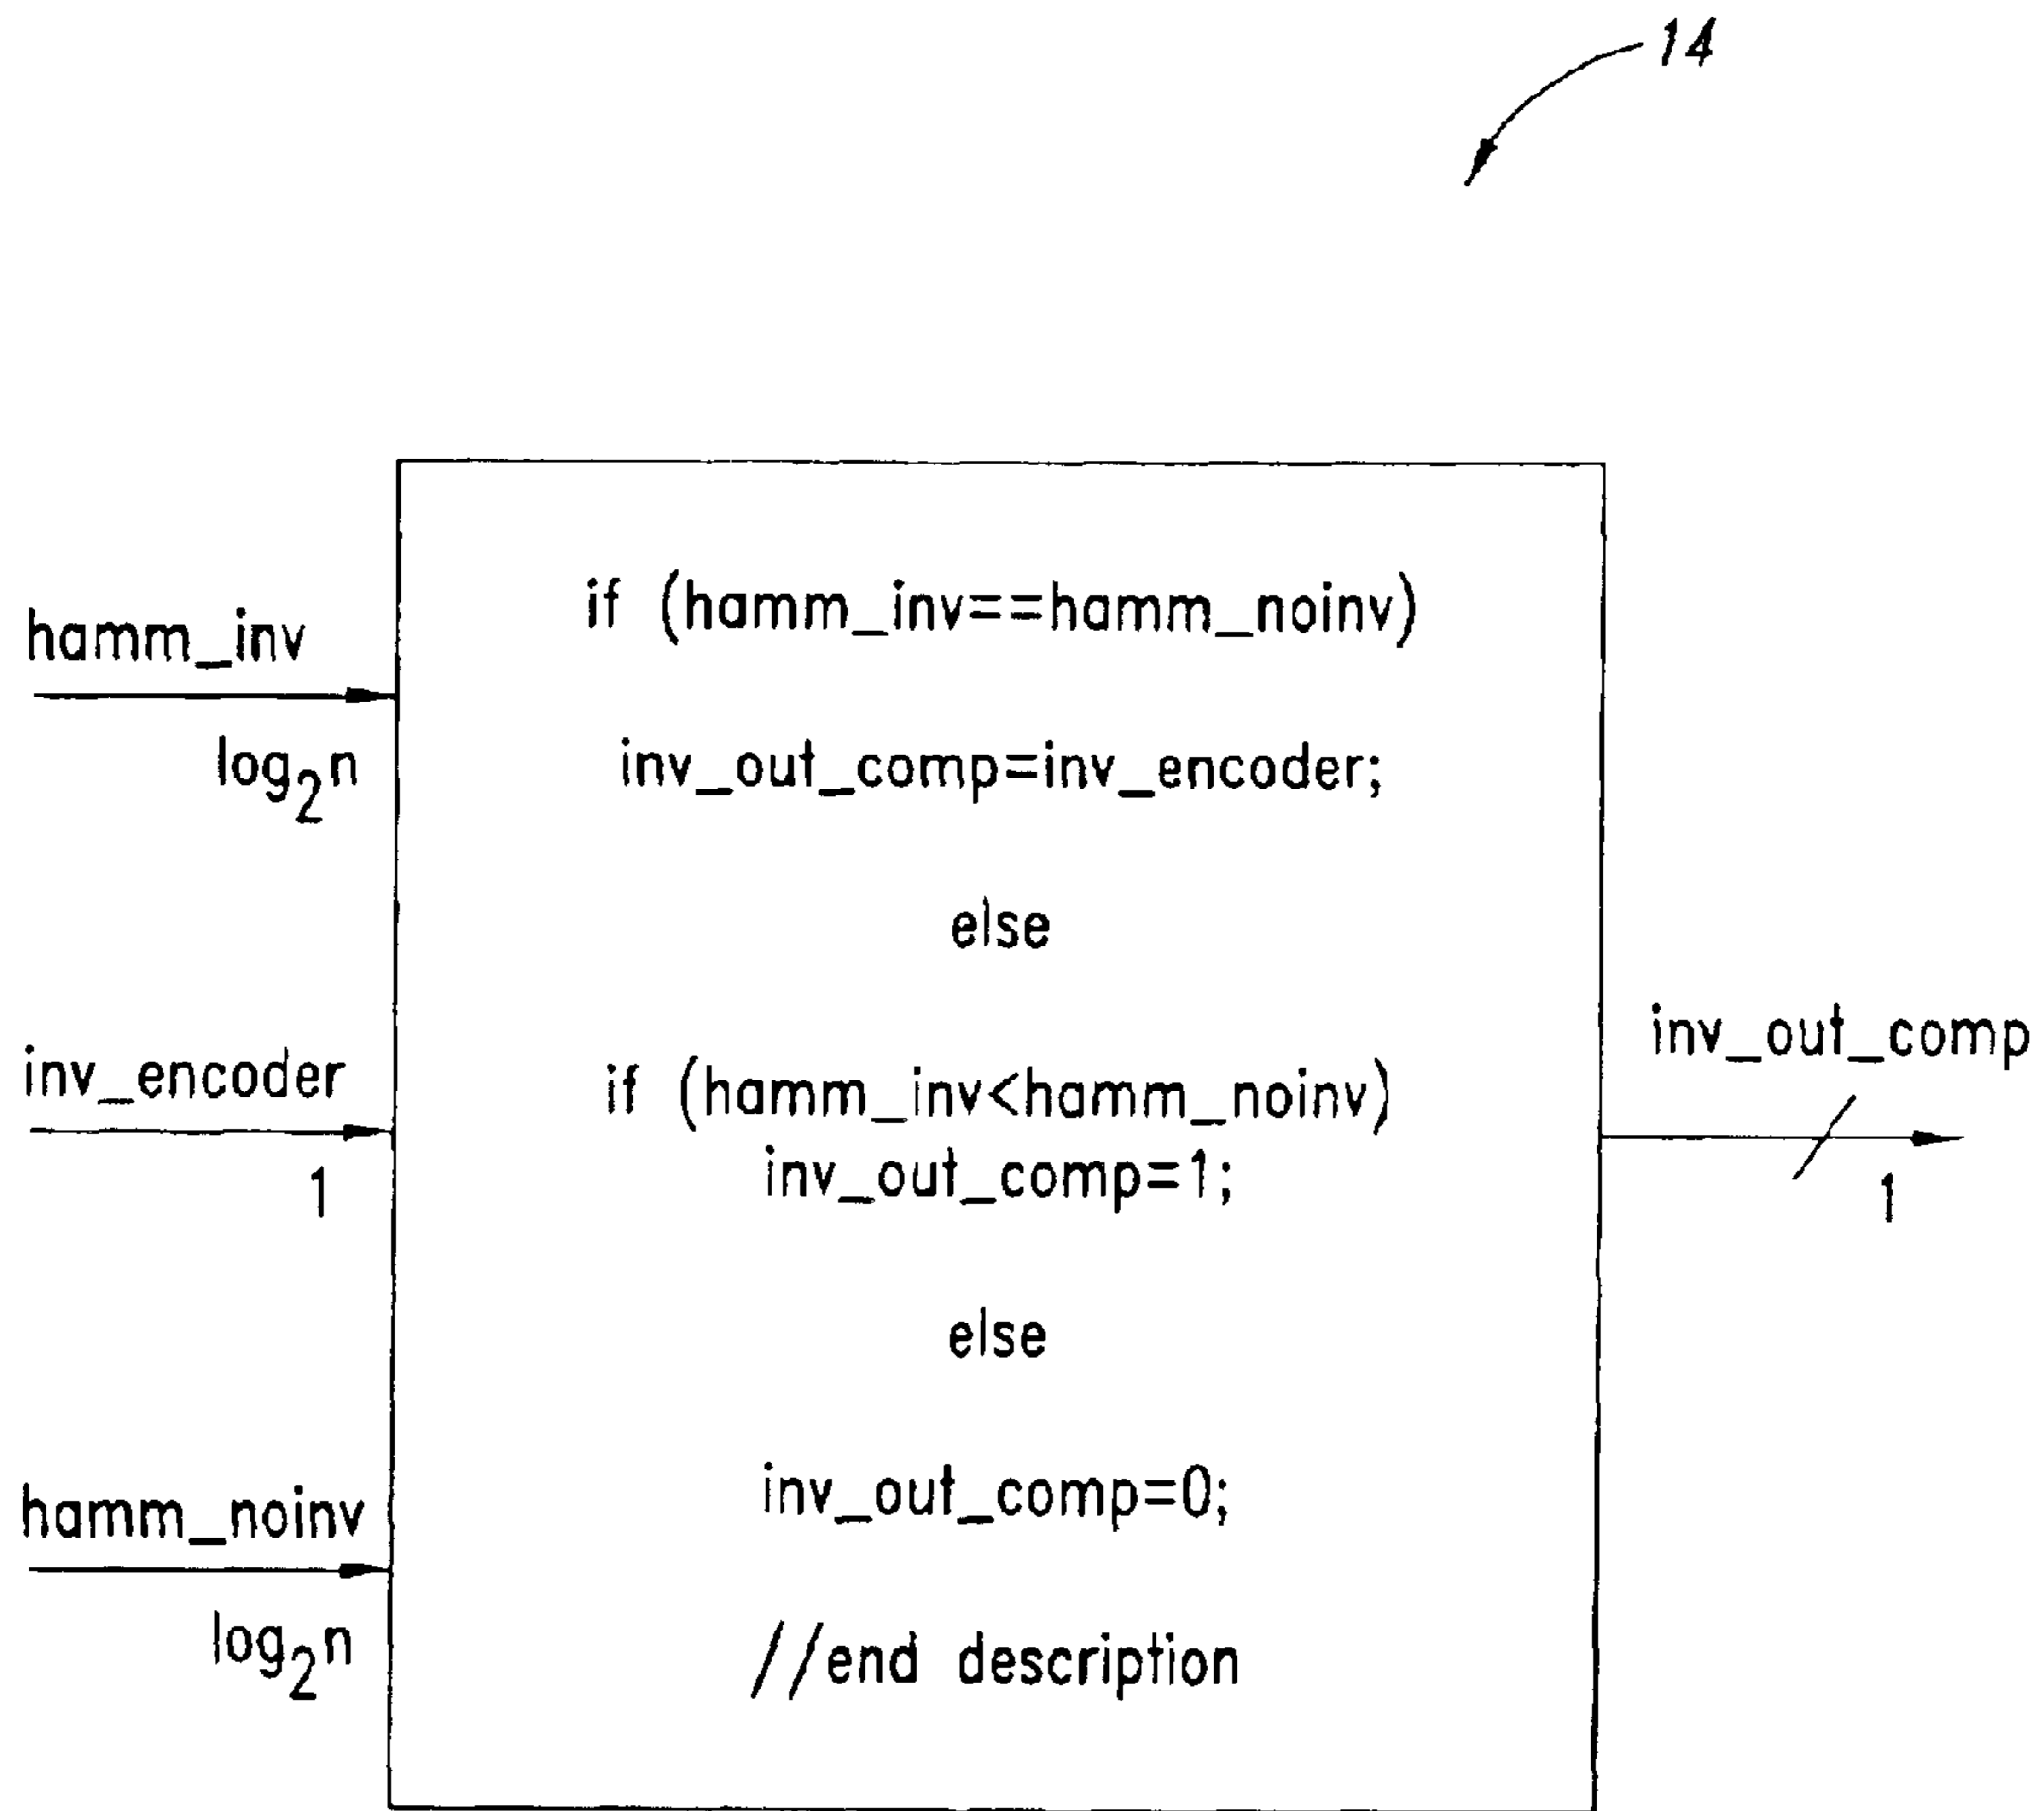 14
if (hamm_inv==hamm_noinv)
hamm_inv
log2n
inv_out_comp=inv_encoder;
else
inv_out_comp
inv_encoder
if (hamm_inv<hamm_noinv)
1
inv_out_comp=1;
1
else
inv_out_comp=0;
hamm_noinv
log2n
//end description